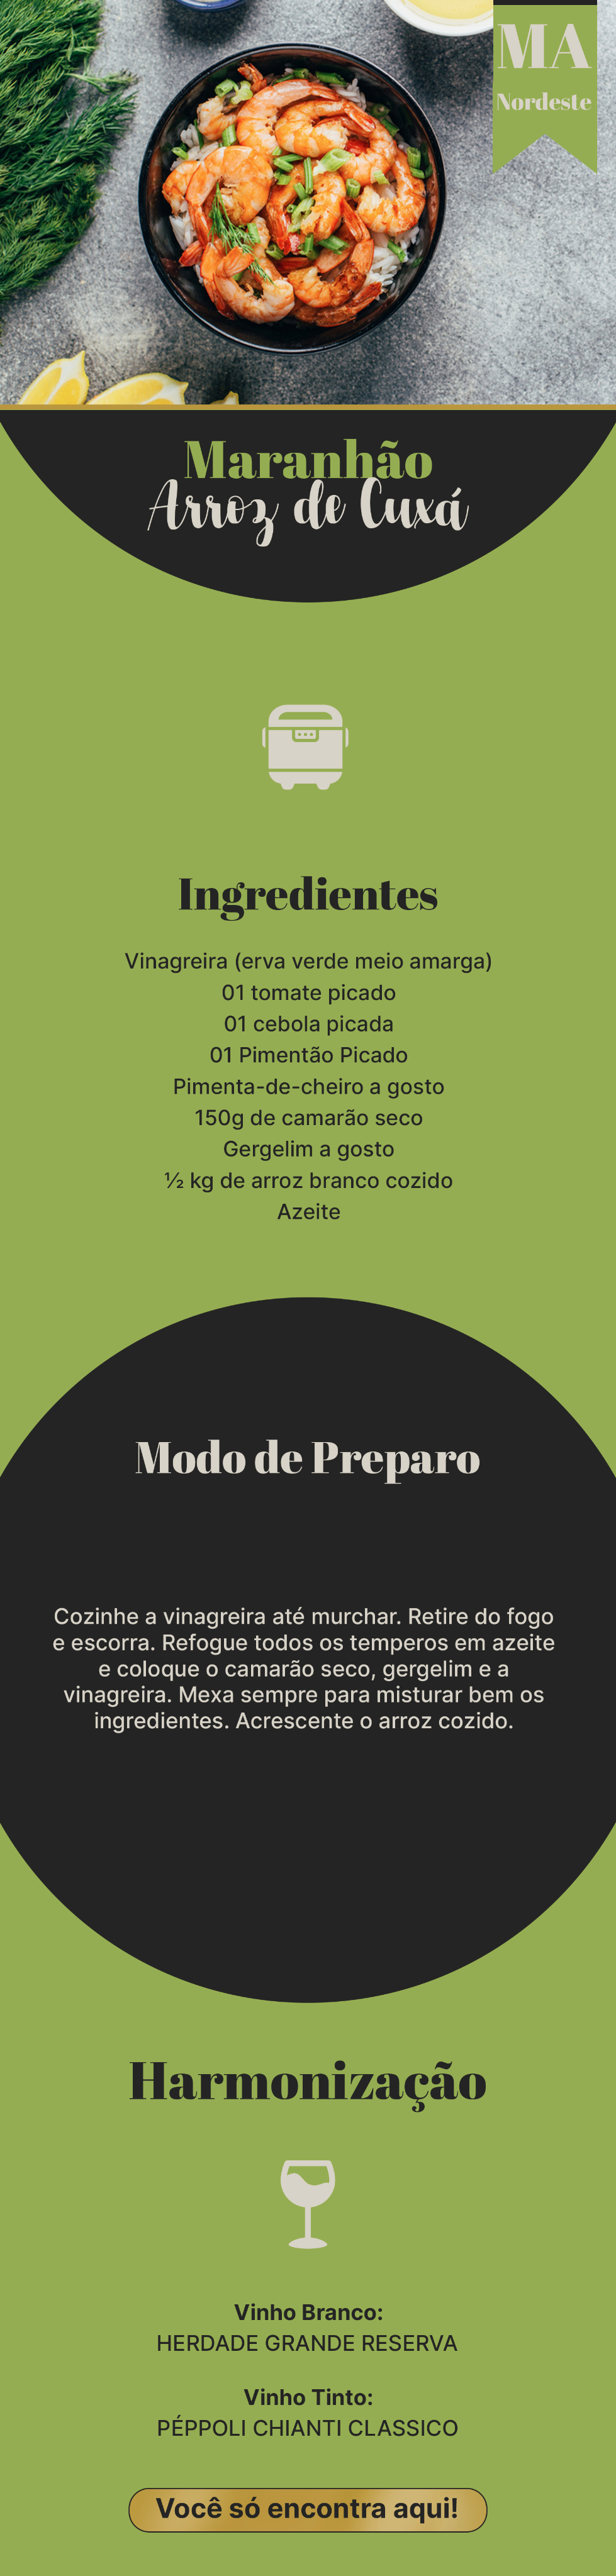 MA
Nordeste
Maranhão
Arroz de Cuxá
Ingredientes
Vinagreira (erva verde meio amarga)
01 tomate picado
01 cebola picada
01 Pimentão Picado
Pimenta-de-cheiro a gosto
150g de camarão seco
Gergelim a gosto
½ kg de arroz branco cozido
Azeite
Modo de Preparo
Cozinhe a vinagreira até murchar. Retire do fogo
e escorra. Refogue todos os temperos em azeite
e coloque o camarão seco, gergelim e a
vinagreira. Mexa sempre para misturar bem os
ingredientes. Acrescente o arroz cozido.
Harmonização
Vinho Branco:
HERDADE GRANDE RESERVA
Vinho Tinto:
PÉPPOLI CHIANTI CLASSICO
Você só encontra aqui!